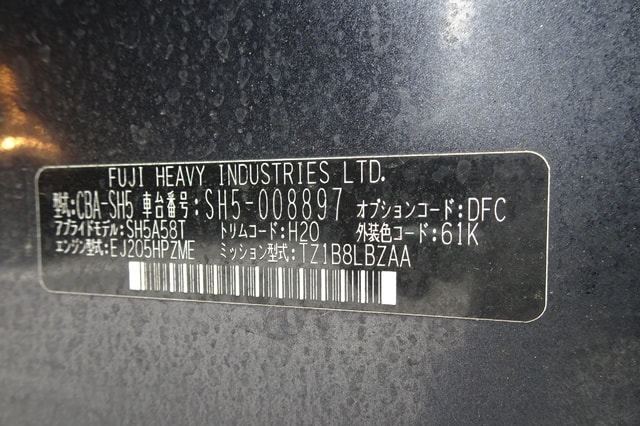 FUJI HEAVY INDUSTRIES LTD.
型式:CBA-SH5 車台番号:SH5-008897 オプションコード:DFC
アプライドモデル:SH5A58T トリムコード:H20 外装色コード:61K
エンジン型式:EJ205HPZME ミッション型式:TZ1B8LBZAA